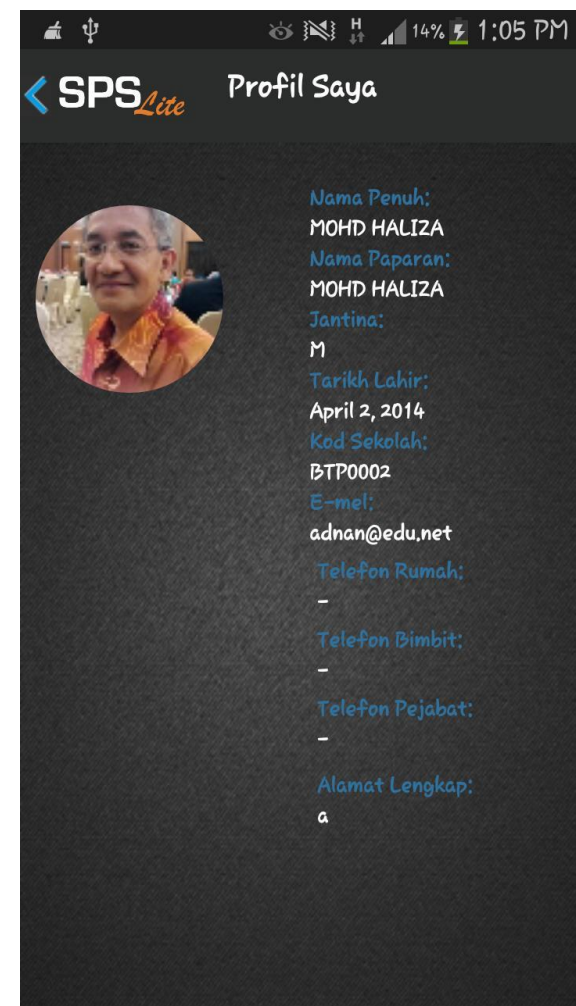 14% 1:05 PM
SPS Lite Profil Saya
Nama Penuh:
MOHD HALIZA
Nama Paparan:
MOHD HALIZA
Jantina:
M
Tarikh Lahir:
April 2, 2014
Kod Sekolah:
BTP0002
E-mel:
adnan@edu.net
Telefon Rumah:
-
Telefon Bimbit:
-
Telefon Pejabat:
-
Alamat Lengkap:
a